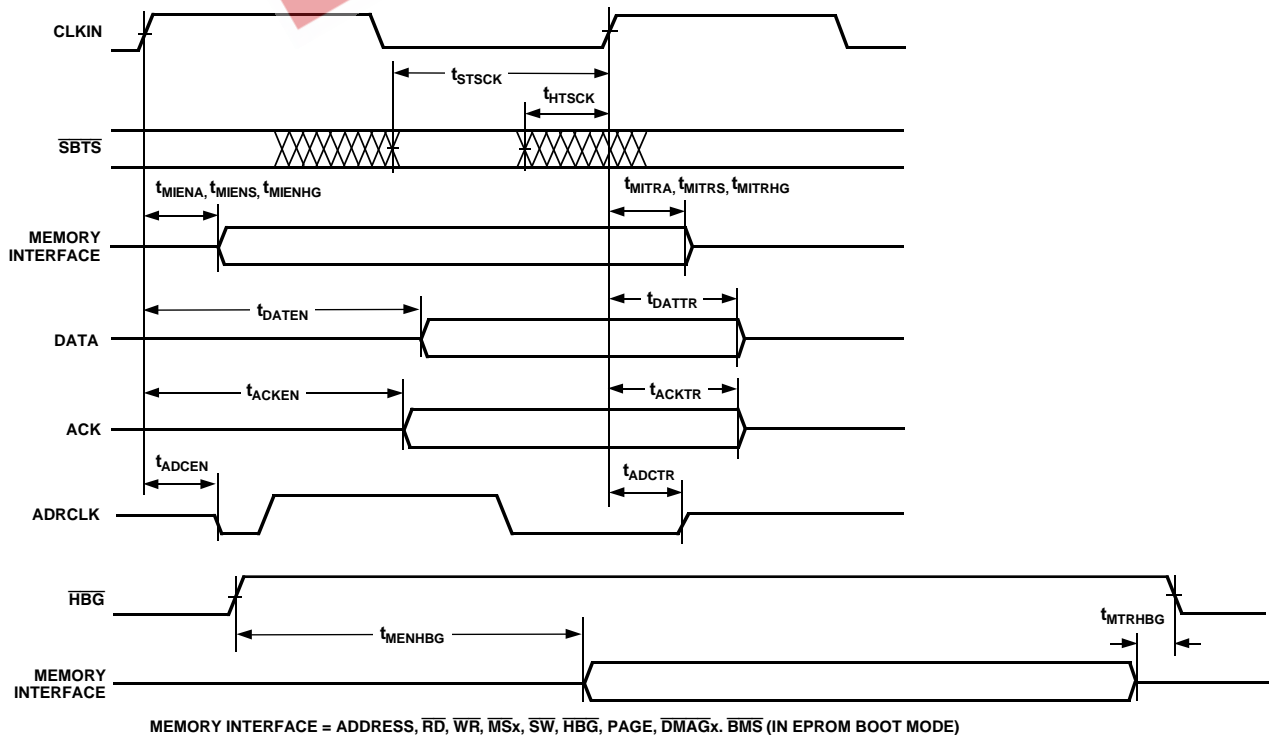 CLKIN
tSTSCK
tHTSCK
SBTS
tMIENA, tMIENS, tMIENHG
tMITRA, tMITRS, tMITRHG
MEMORY
INTERFACE
tDATEN
tDATTR
DATA
tACKEN
tACKTR
ACK
tADCEN
tADCTR
ADRCLK
HBG
tMENHBG
tMTRHBG
MEMORY
INTERFACE
MEMORY INTERFACE = ADDRESS, RD, WR, MSx, SW, HBG, PAGE, DMAGx. BMS (IN EPROM BOOT MODE)